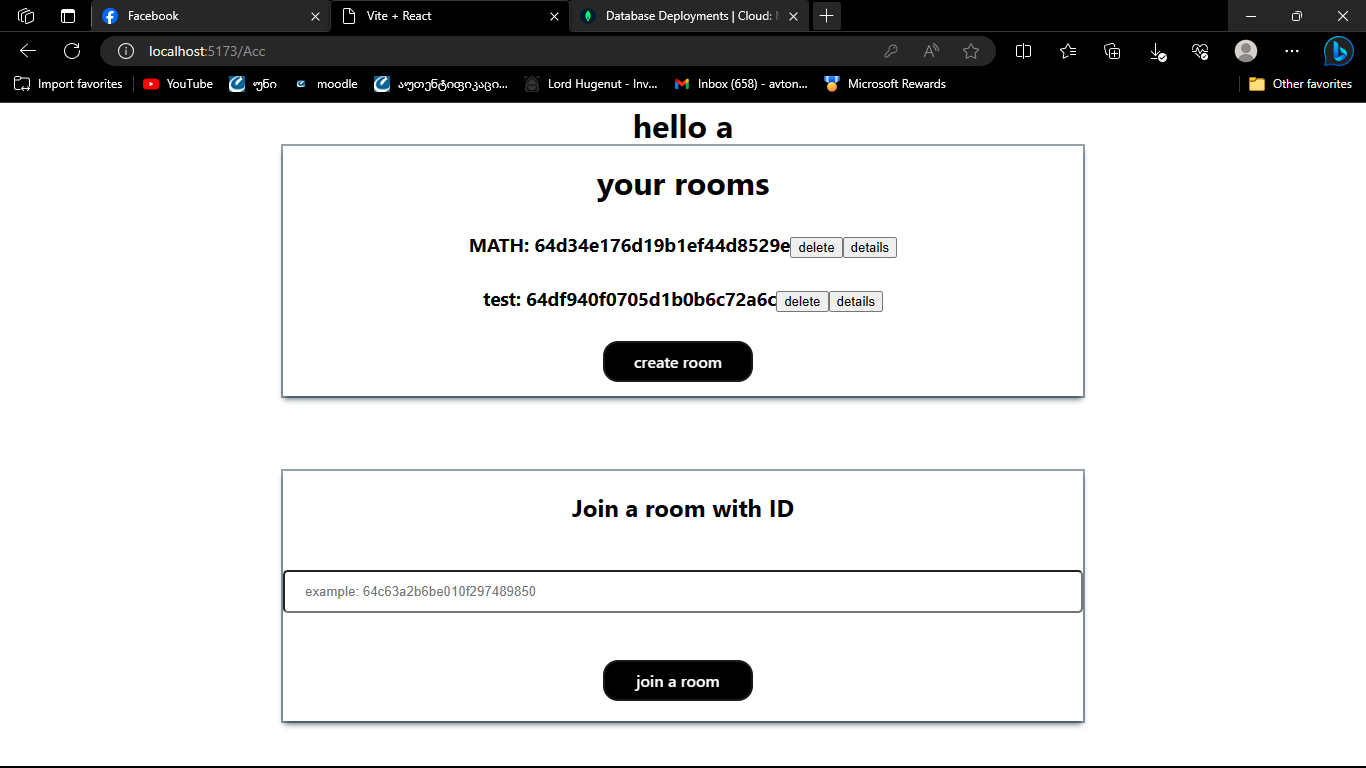 Facebook
Vite + React
Database Deployments | Cloud:
localhost:5173/Acc
Import favorites
YouTube
უნი
moodle
აუთენტიფიკაცი...
Lord Hugenut - Inv...
Inbox (658) - avton...
Microsoft Rewards
Other favorites
hello a
your rooms
MATH: 64d34e176d19b1ef44d8529e delete details
test: 64df940f0705d1b0b6c72a6c delete details
create room
Join a room with ID
example: 64c63a2b6be010f297489850
join a room